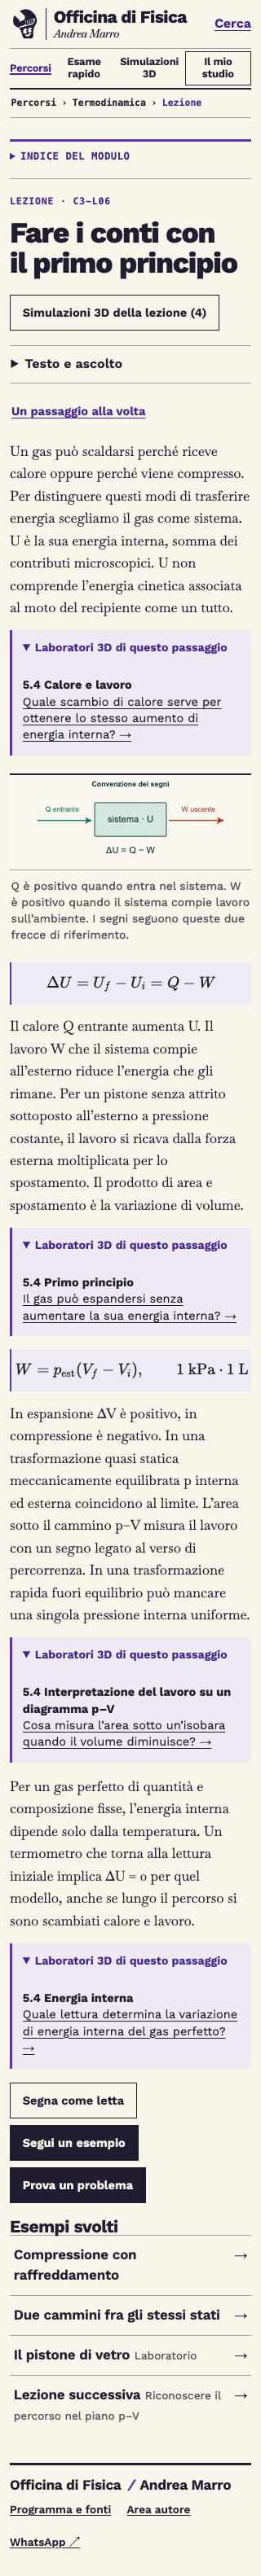 Officina di Fisica
Andrea Marro
Cerca
Percorsi
Esame rapido
Simulazioni 3D
Il mio studio
Percorsi › Termodinamica › Lezione
▶ INDICE DEL MODULO
LEZIONE · C3-L06
Fare i conti con
il primo principio
Simulazioni 3D della lezione (4)
▶ Testo e ascolto
Un passaggio alla volta
Un gas può scaldarsi perché riceve
calore oppure perché viene compresso.
Per distinguere questi modi di trasferire
energia scegliamo il gas come sistema.
U è la sua energia interna, somma dei
contributi microscopici. U non
comprende l’energia cinetica associata
al moto del recipiente come un tutto.
▼ Laboratori 3D di questo passaggio
5.4 Calore e lavoro
Quale scambio di calore serve per
ottenere lo stesso aumento di
energia interna? →
Convenzione dei segni
Q entrante
sistema · U
W uscente
ΔU = Q − W
Q è positivo quando entra nel sistema. W
è positivo quando il sistema compie lavoro
sull’ambiente. I segni seguono queste due
frecce di riferimento.
ΔU = U_f − U_i = Q − W
Il calore Q entrante aumenta U. Il
lavoro W che il sistema compie
all’esterno riduce l’energia che gli
rimane. Per un pistone senza attrito
sottoposto all’esterno a pressione
costante, il lavoro si ricava dalla forza
esterna moltiplicata per lo
spostamento. Il prodotto di area e
spostamento è la variazione di volume.
▼ Laboratori 3D di questo passaggio
5.4 Primo principio
Il gas può espandersi senza
aumentare la sua energia interna? →
W = p_est(V_f − V_i), 1 kPa · 1 L
In espansione ΔV è positivo, in
compressione è negativo. In una
trasformazione quasi statica
meccanicamente equilibrata p interna
ed esterna coincidono al limite. L’area
sotto il cammino p–V misura il lavoro
con un segno legato al verso di
percorrenza. In una trasformazione
rapida fuori equilibrio può mancare
una singola pressione interna uniforme.
▼ Laboratori 3D di questo passaggio
5.4 Interpretazione del lavoro su un
diagramma p–V
Cosa misura l’area sotto un’isobara
quando il volume diminuisce? →
Per un gas perfetto di quantità e
composizione fisse, l’energia interna
dipende solo dalla temperatura. Un
termometro che torna alla lettura
iniziale implica ΔU = 0 per quel
modello, anche se lungo il percorso si
sono scambiati calore e lavoro.
▼ Laboratori 3D di questo passaggio
5.4 Energia interna
Quale lettura determina la variazione
di energia interna del gas perfetto?
→
Segna come letta
Segui un esempio
Prova un problema
Esempi svolti
Compressione con
raffreddamento →
Due cammini fra gli stessi stati →
Il pistone di vetro Laboratorio →
Lezione successiva Riconoscere il →
percorso nel piano p–V
Officina di Fisica / Andrea Marro
Programma e fonti Area autore
WhatsApp ↗